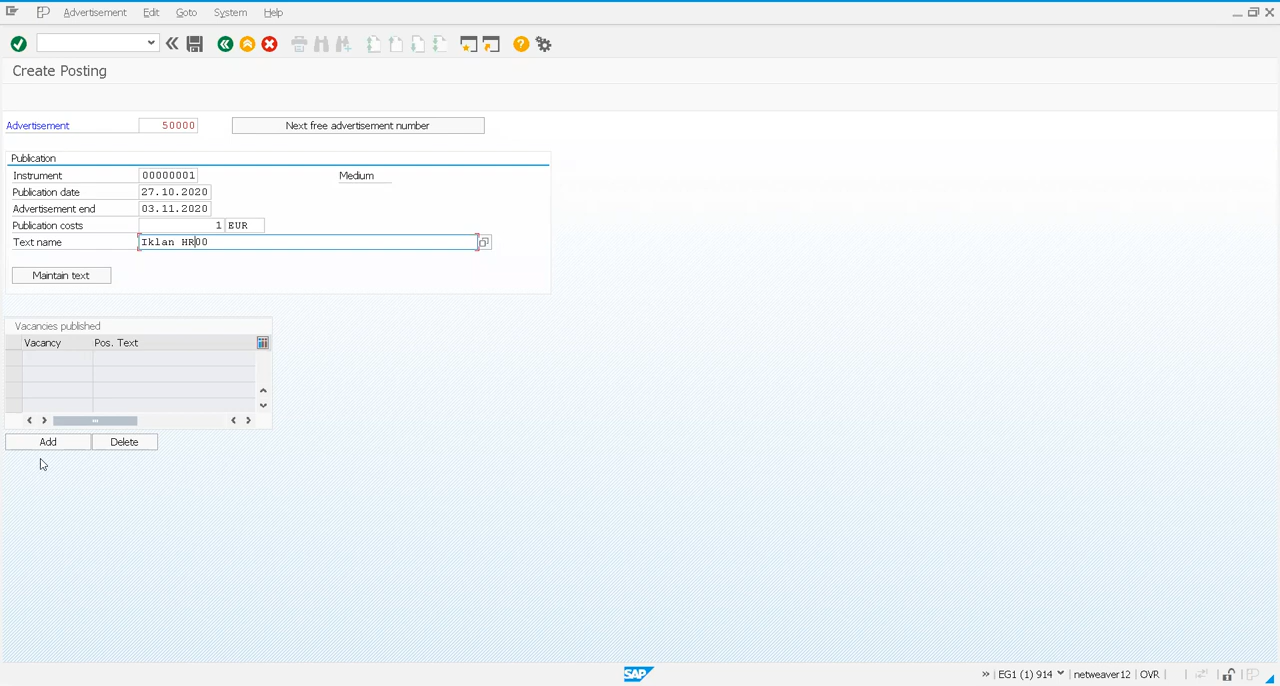 Advertisement Edit Goto System Help
Create Posting
Advertisement 50000 Next free advertisement number
Publication
Instrument 00000001 Medium
Publication date 27.10.2020
Advertisement end 03.11.2020
Publication costs 1 EUR
Text name Iklan HR00
Maintain text
Vacancies published
Vacancy Pos. Text
Add Delete
SAP » EG1 (1) 914 netweaver12 OVR